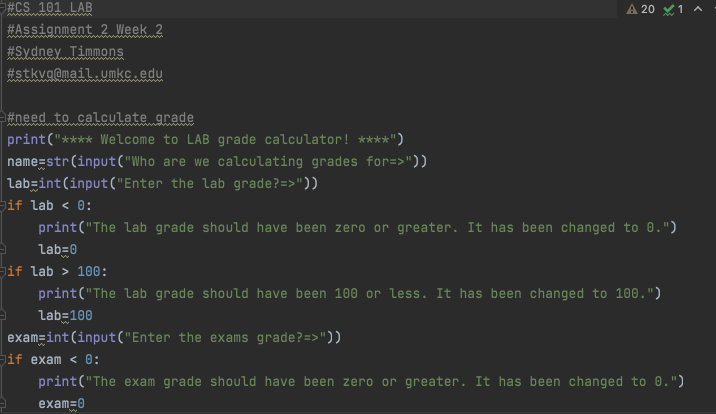 #CS 101 LAB
20 1
#Assignment 2 Week 2
#Sydney Timmons
#stkvq@mail.umkc.edu
#need to calculate grade
print("**** Welcome to LAB grade calculator! ****")
name=str(input("Who are we calculating grades for=>"))
lab=int(input("Enter the lab grade?=>"))
if lab < 0:
    print("The lab grade should have been zero or greater. It has been changed to 0.")
    lab=0
if lab > 100:
    print("The lab grade should have been 100 or less. It has been changed to 100.")
    lab=100
exam=int(input("Enter the exams grade?=>"))
if exam < 0:
    print("The exam grade should have been zero or greater. It has been changed to 0.")
    exam=0